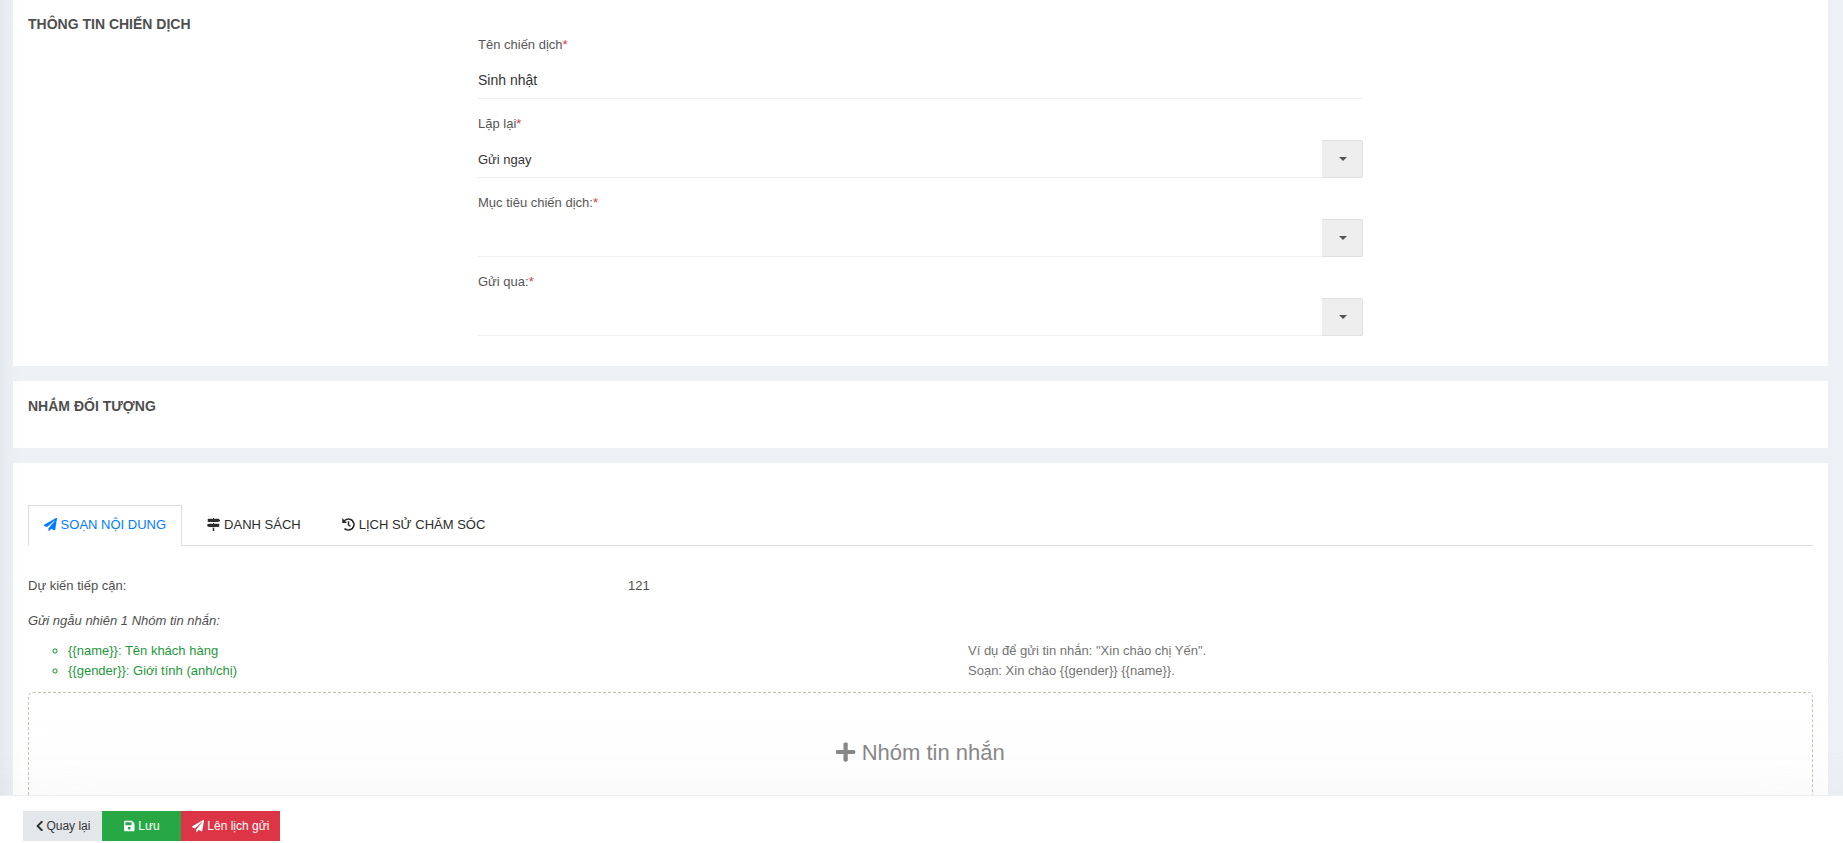 THÔNG TIN CHIẾN DỊCH
Tên chiến dịch*
Sinh nhật
Lặp lại*
Gửi ngay
Mục tiêu chiến dịch:*
Gửi qua:*
NHẮM ĐỐI TƯỢNG
SOẠN NỘI DUNG DANH SÁCH LỊCH SỬ CHĂM SÓC
Dự kiến tiếp cận: 121
Gửi ngẫu nhiên 1 Nhóm tin nhắn:
{{name}}: Tên khách hàng
{{gender}}: Giới tính (anh/chị)
Ví dụ để gửi tin nhắn: "Xin chào chị Yến".
Soạn: Xin chào {{gender}} {{name}}.
Nhóm tin nhắn
Quay lại Lưu Lên lịch gửi